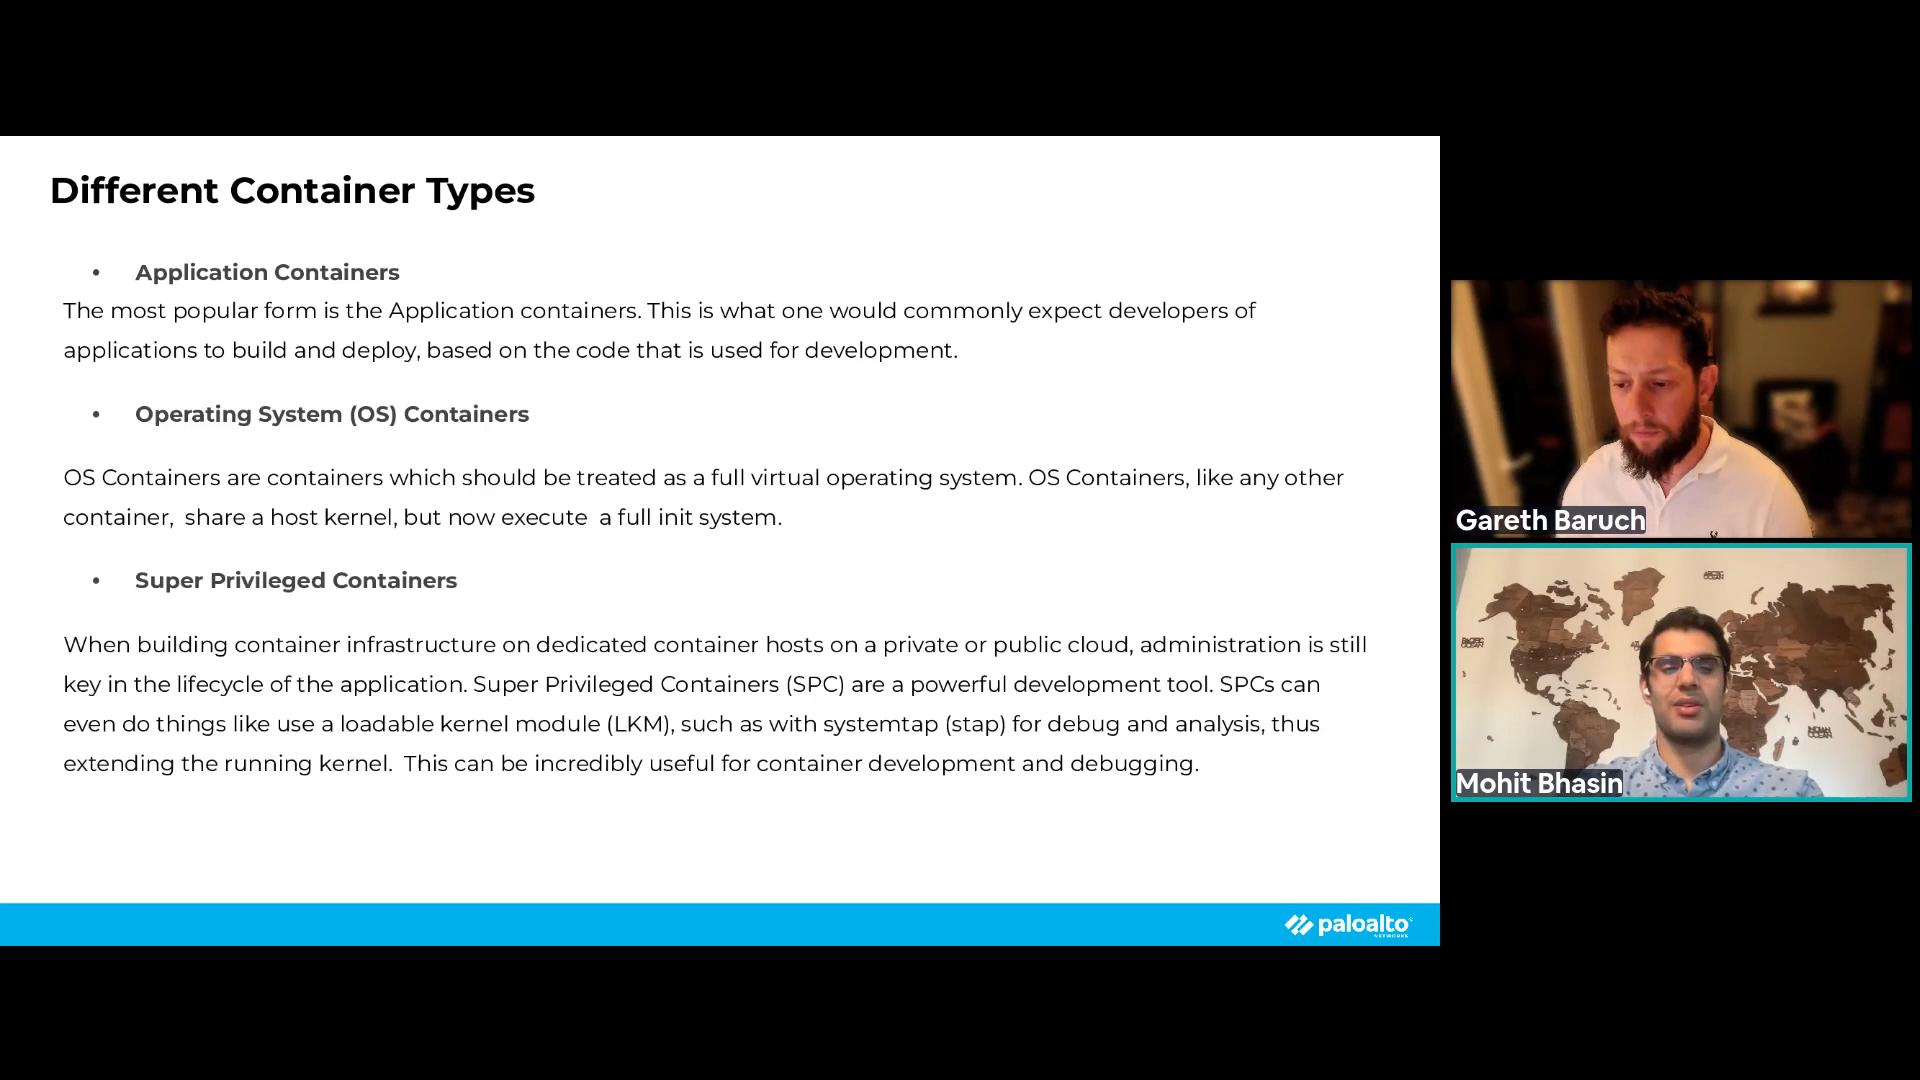 Different Container Types
• Application Containers
The most popular form is the Application containers. This is what one would commonly expect developers of
applications to build and deploy, based on the code that is used for development.
• Operating System (OS) Containers
OS Containers are containers which should be treated as a full virtual operating system. OS Containers, like any other
container,  share a host kernel, but now execute  a full init system.
• Super Privileged Containers
When building container infrastructure on dedicated container hosts on a private or public cloud, administration is still
key in the lifecycle of the application. Super Privileged Containers (SPC) are a powerful development tool. SPCs can
even do things like use a loadable kernel module (LKM), such as with systemtap (stap) for debug and analysis, thus
extending the running kernel.  This can be incredibly useful for container development and debugging.
paloalto
NETWORKS
Gareth Baruch
ARCTIC
OCEAN
INDIAN
OCEAN
Mohit Bhasin